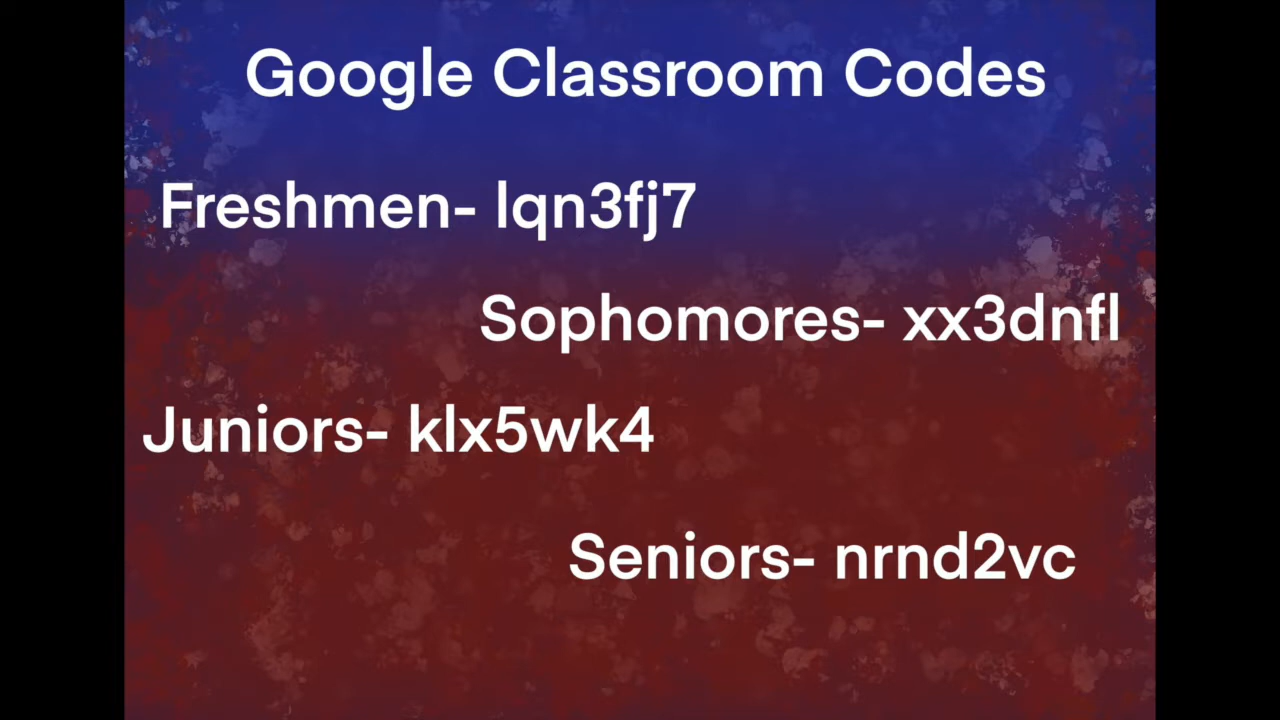 Google Classroom Codes
Freshmen- lqn3fj7
Sophomores- xx3dnfl
Juniors- klx5wk4
Seniors- nrnd2vc